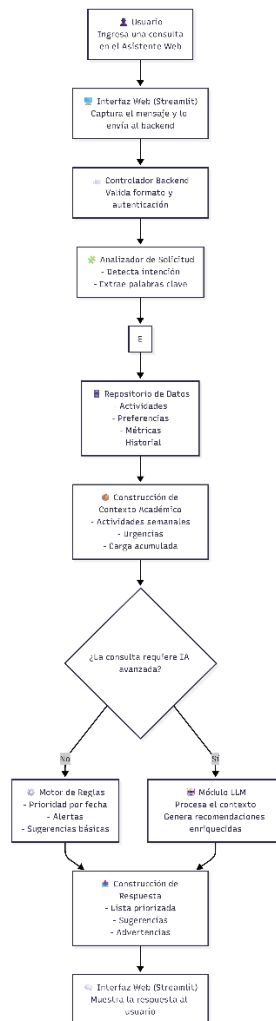 Usuario
Ingresa una consulta
en el Asistente Web
Interfaz Web (Streamlit)
Captura el mensaje y lo
envía al backend
Controlador Backend
Valida formato y
autenticación
Analizador de Solicitud
- Detecta intención
- Extrae palabras clave
E
Repositorio de Datos
Actividades
- Preferencias
- Métricas
- Historial
Construcción de
Contexto Académico
- Actividades semanales
- Urgencias
- Carga acumulada
¿La consulta requiere IA
avanzada?
No
Sí
Motor de Reglas
- Prioridad por fecha
- Alertas
- Sugerencias básicas
Módulo LLM
Procesa el contexto
Genera recomendaciones
enriquecidas
Construcción de
Respuesta
- Lista priorizada
- Sugerencias
- Advertencias
Interfaz Web (Streamlit)
Muestra la respuesta al
usuario